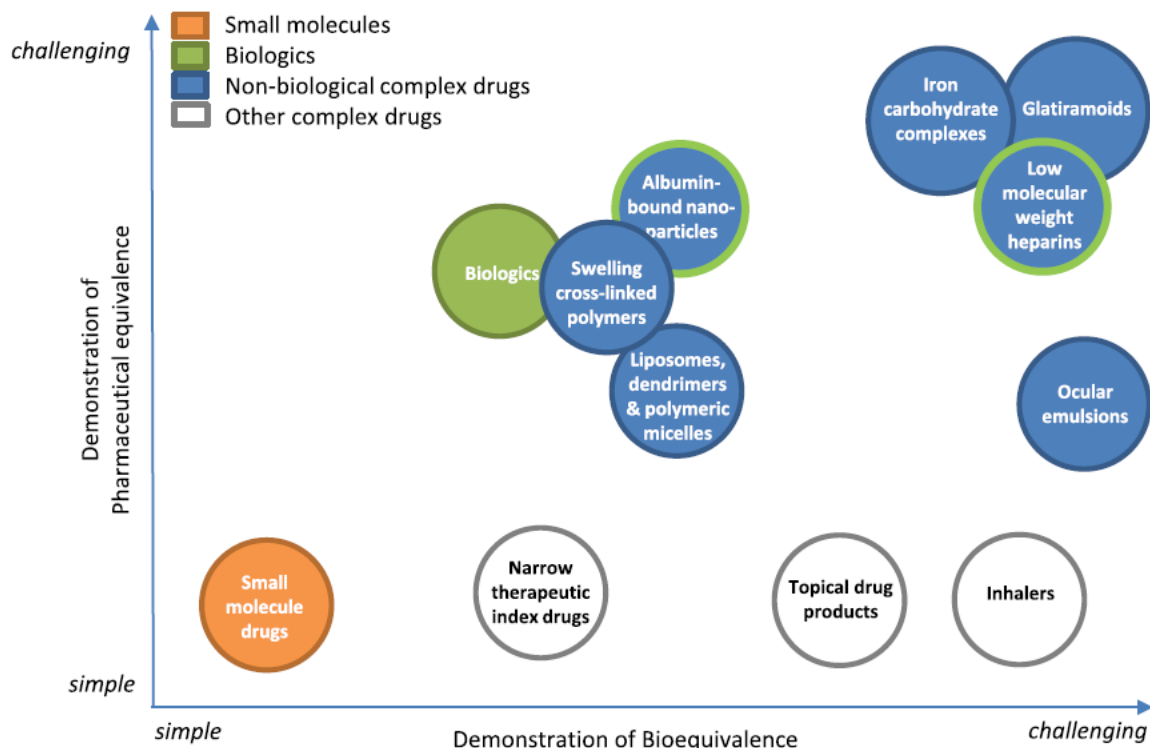 challenging
Small molecules
Biologics
Non-biological complex drugs
Other complex drugs
Demonstration of
Pharmaceutical equivalence
Iron
carbohydrate
complexes
Glatiramoids
Low
molecular
weight
heparins
Albumin-
bound nano-
particles
Biologics
Swelling
cross-linked
polymers
Liposomes,
dendrimers
& polymeric
micelles
Ocular
emulsions
Small
molecule
drugs
Narrow
therapeutic
index drugs
Topical drug
products
Inhalers
simple
simple
Demonstration of Bioequivalence
challenging